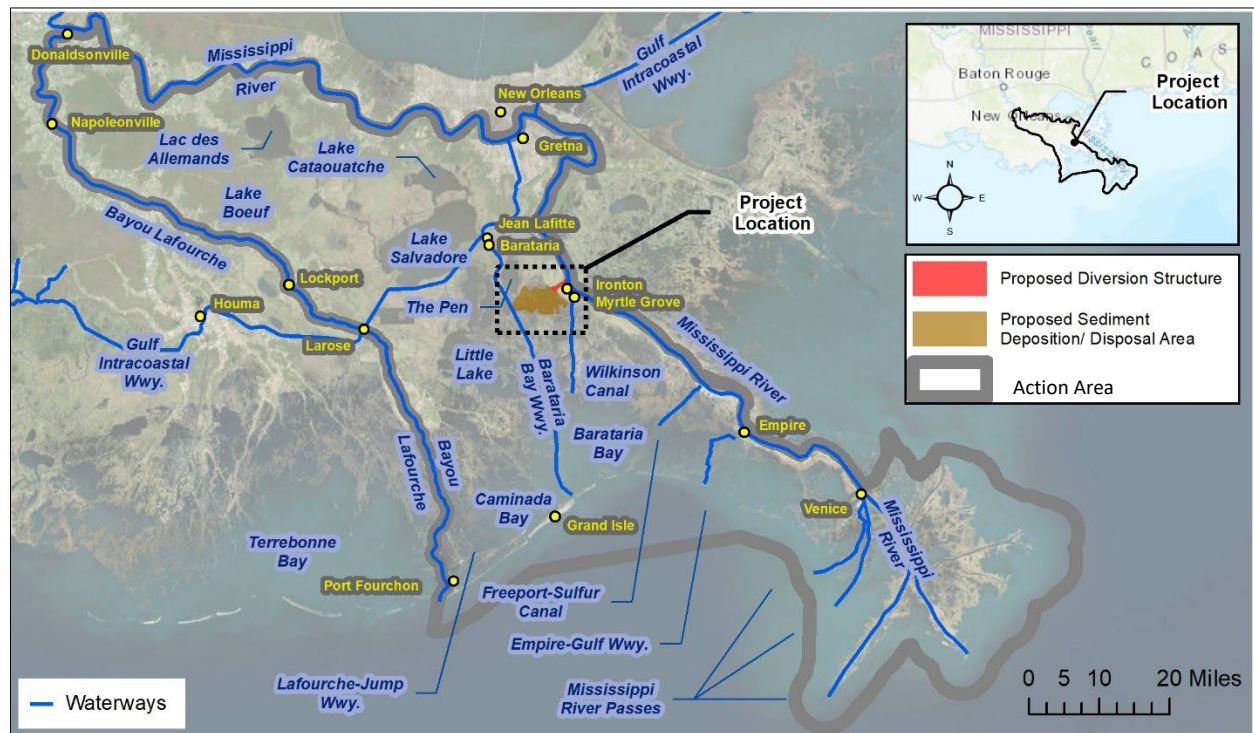 Donaldsonville
Mississippi
River
Gulf
Intracoastal
Wwy.
New Orleans
Napoleonville
Lac des
Allemands
Lake
Cataouatche
Gretna
Lake
Boeuf
Bayou Lafourche
Jean Lafitte
Barataria
Project
Location
Lake
Salvadore
Lockport
The Pen
Ironton
Myrtle Grove
Houma
Larose
Gulf
Intracoastal
Wwy.
Little
Lake
Barataria
Bay Wwy.
Wilkinson
Canal
Mississippi River
Barataria
Bay
Empire
Bayou
Lafourche
Caminada
Bay
Grand Isle
Venice
Mississippi
River
Terrebonne
Bay
Port Fourchon
Freeport-Sulfur
Canal
Empire-Gulf Wwy.
Lafourche-Jump
Wwy.
Mississippi
River Passes
Waterways
0 5 10 20 Miles
MISSISSIPPI
COAS
Baton Rouge
New Orleans
Mississippi
Project
Location
N
W
E
S
Proposed Diversion Structure
Proposed Sediment
Deposition/ Disposal Area
Action Area